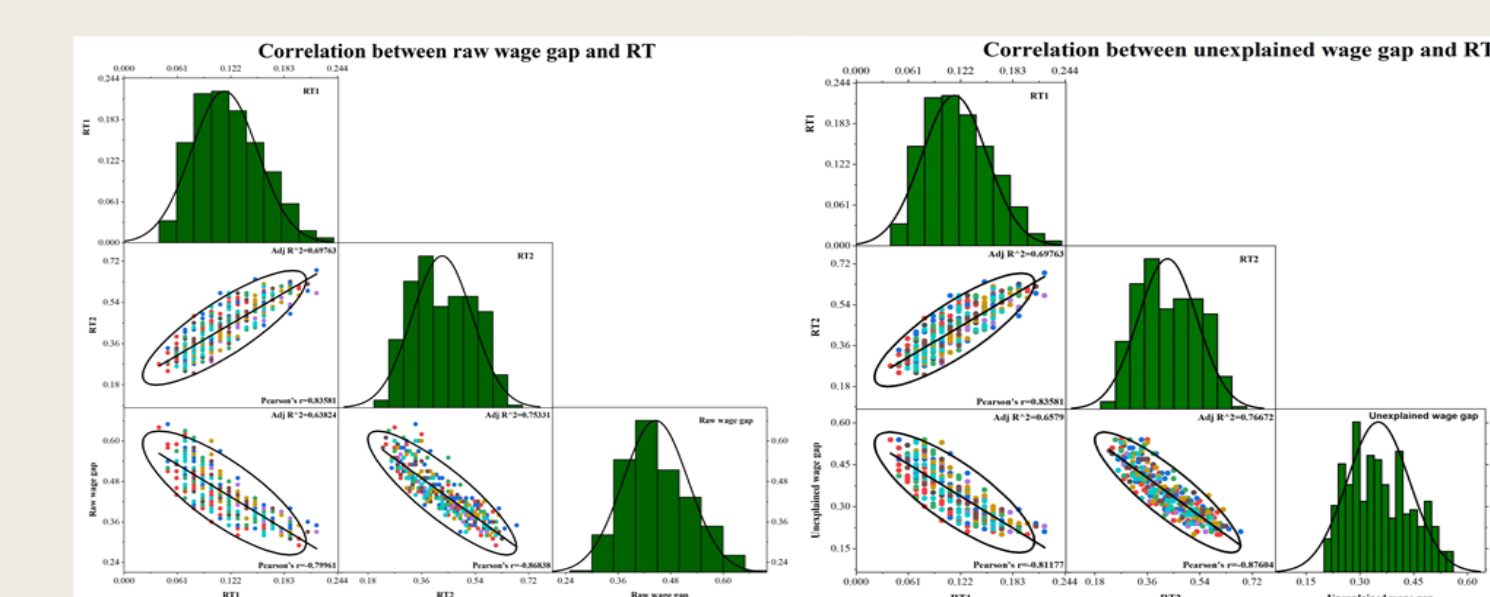 Correlation between raw wage gap and RT
0.000 0.061 0.122 0.183 0.244
0.244
RT1
0.183
RT1
0.122
0.061
0.000
Adj R^2=0.69763
0.72
RT2
0.54
RT2
0.36
0.18
Pearson's r=0.83581
Adj R^2=0.63824
Adj R^2=0.75331
Raw wage gap
0.60
0.60
0.48
0.48
Raw wage gap
0.36
0.36
0.24
0.24
Pearson's r=-0.79961
Pearson's r=-0.86838
0.000 0.061 0.122 0.183 0.244 0.18 0.36 0.54 0.72 0.24 0.36 0.48 0.60
RT1 RT2 Raw wage gap
Correlation between unexplained wage gap and RT
0.000 0.061 0.122 0.183 0.244
0.244
RT1
0.183
RT1
0.122
0.061
0.000
Adj R^2=0.69763
0.72
RT2
0.54
RT2
0.36
0.18
Pearson's r=0.83581
Adj R^2=0.6579
Adj R^2=0.76672
Unexplained wage gap
0.60
0.45
Unexplained wage gap
0.30
0.15
Pearson's r=-0.81177
Pearson's r=-0.87604
0.000 0.061 0.122 0.183 0.244 0.18 0.36 0.54 0.72 0.15 0.30 0.45 0.60
RT1 RT2 Unexplained wage gap